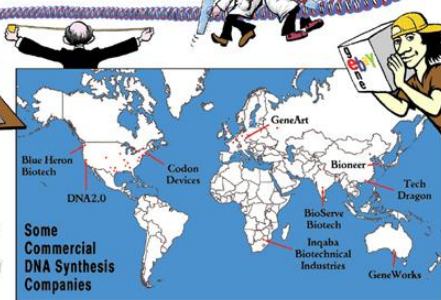 ebay
gene
GeneArt
Blue Heron
Biotech
DNA2.0
Codon
Devices
Bioneer
Tech
Dragon
BioServe
Biotech
Inqaba
Biotechnical
Industries
GeneWorks
Some
Commercial
DNA Synthesis
Companies